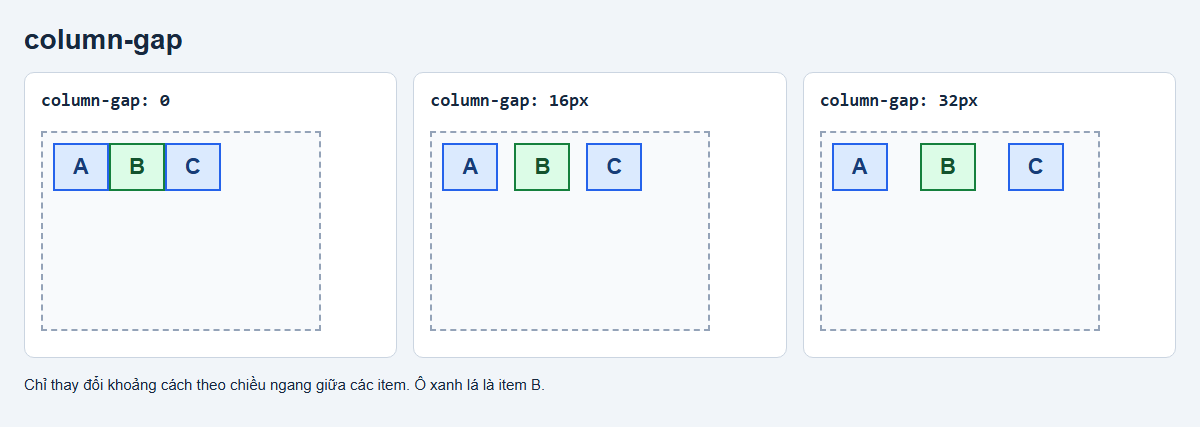 column-gap
column-gap: 0
A B C
column-gap: 16px
A B C
column-gap: 32px
A B C
Chỉ thay đổi khoảng cách theo chiều ngang giữa các item. Ô xanh lá là item B.